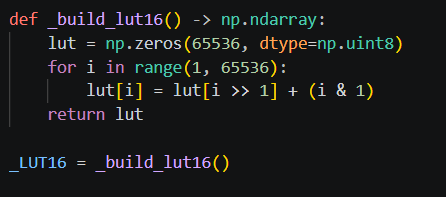 def _build_lut16() -> np.ndarray:
    lut = np.zeros(65536, dtype=np.uint8)
    for i in range(1, 65536):
        lut[i] = lut[i >> 1] + (i & 1)
    return lut
_LUT16 = _build_lut16()